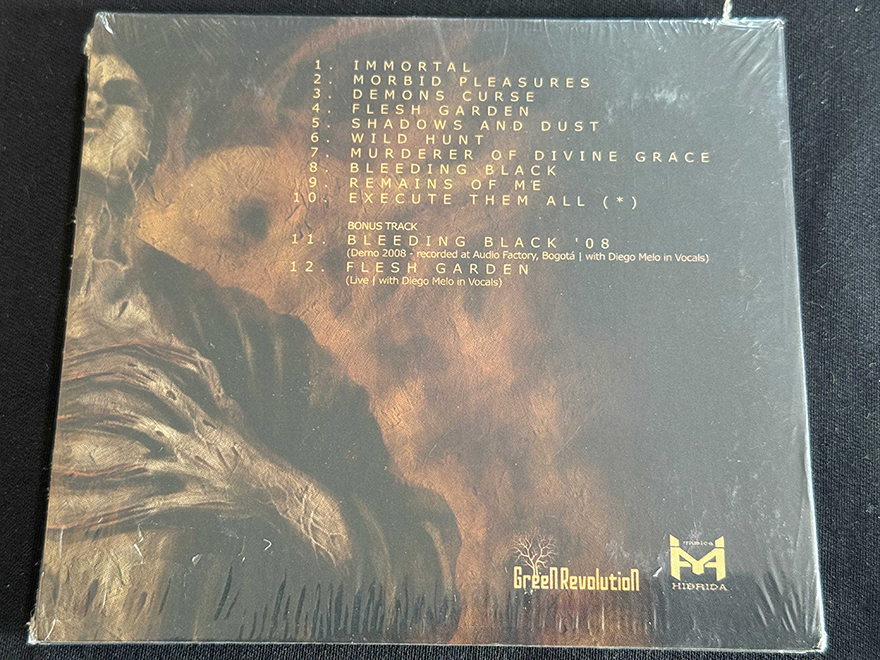 1. IMMORTAL
2. MORBID PLEASURES
3. DEMONS CURSE
4. FLESH GARDEN
5. SHADOWS AND DUST
6. WILD HUNT
7. MURDERER OF DIVINE GRACE
8. BLEEDING BLACK
9. REMAINS OF ME
10. EXECUTE THEM ALL (*)
BONUS TRACK
11. BLEEDING BLACK '08
(Demo 2008 - recorded at Audio Factory, Bogotá | with Diego Melo in Vocals)
12. FLESH GARDEN
(Live | with Diego Melo in Vocals)
GreeN RevolutioN
musica
HIBRIDA